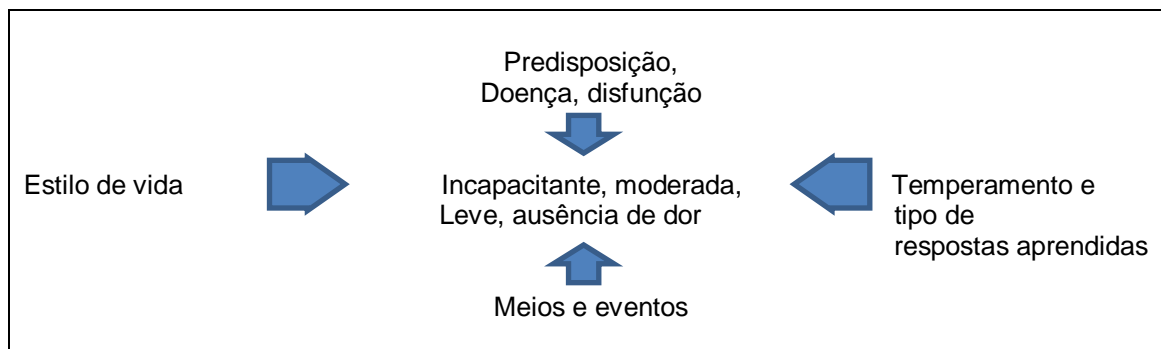 Predisposição,
Doença, disfunção
Estilo de vida
Incapacitante, moderada,
Leve, ausência de dor
Temperamento e
tipo de
respostas aprendidas
Meios e eventos